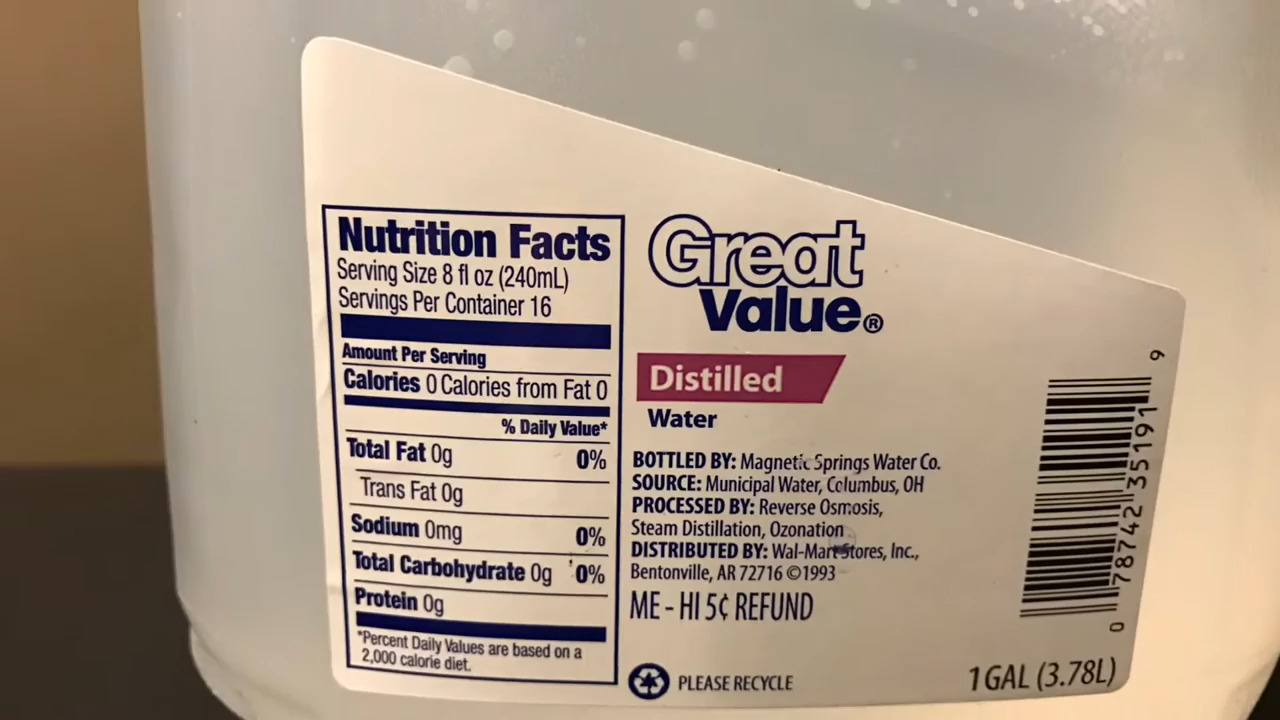 Nutrition Facts
Serving Size 8 fl oz (240mL)
Servings Per Container 16
Amount Per Serving
Calories 0 Calories from Fat 0
% Daily Value*
Total Fat 0g 0%
Trans Fat 0g
Sodium 0mg 0%
Total Carbohydrate 0g 0%
Protein 0g
*Percent Daily Values are based on a
2,000 calorie diet.
Great
Value®
Distilled
Water
BOTTLED BY: Magnetic Springs Water Co.
SOURCE: Municipal Water, Columbus, OH
PROCESSED BY: Reverse Osmosis,
Steam Distillation, Ozonation
DISTRIBUTED BY: Wal-Mart Stores, Inc.,
Bentonville, AR 72716 ©1993
ME - HI 5¢ REFUND
PLEASE RECYCLE
0 78742 35191 9
1 GAL (3.78L)